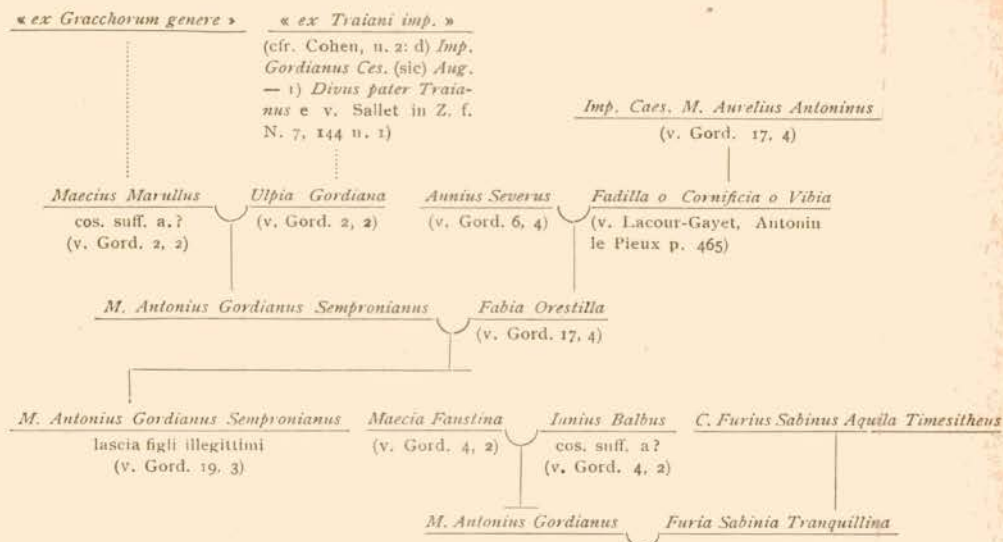 « ex Gracchorum genere »
« ex Traiani imp. »
(cfr. Cohen, n. 2: d) Imp.
Gordianus Ces. (sic) Aug.
— 1) Divus pater Traia-
nus e v. Sallet in Z. f.
N. 7, 144 n. 1)
Imp. Caes. M. Aurelius Antoninus
(v. Gord. 17, 4)
Maecius Marullus
cos. suff. a. ?
(v. Gord. 2, 2)
Ulpia Gordiana
(v. Gord. 2, 2)
Annius Severus
(v. Gord. 6, 4)
Fadilla o Cornificia o Vibia
(v. Lacour-Gayet, Antonin
le Pieux p. 465)
M. Antonius Gordianus Sempronianus
Fabia Orestilla
(v. Gord. 17, 4)
M. Antonius Gordianus Sempronianus
lascia figli illegittimi
(v. Gord. 19, 3)
Maecia Faustina
(v. Gord. 4, 2)
Iunius Balbus
cos. suff. a?
(v. Gord. 4, 2)
C. Furius Sabinus Aquila Timesitheus
M. Antonius Gordianus
Furia Sabinia Tranquillina